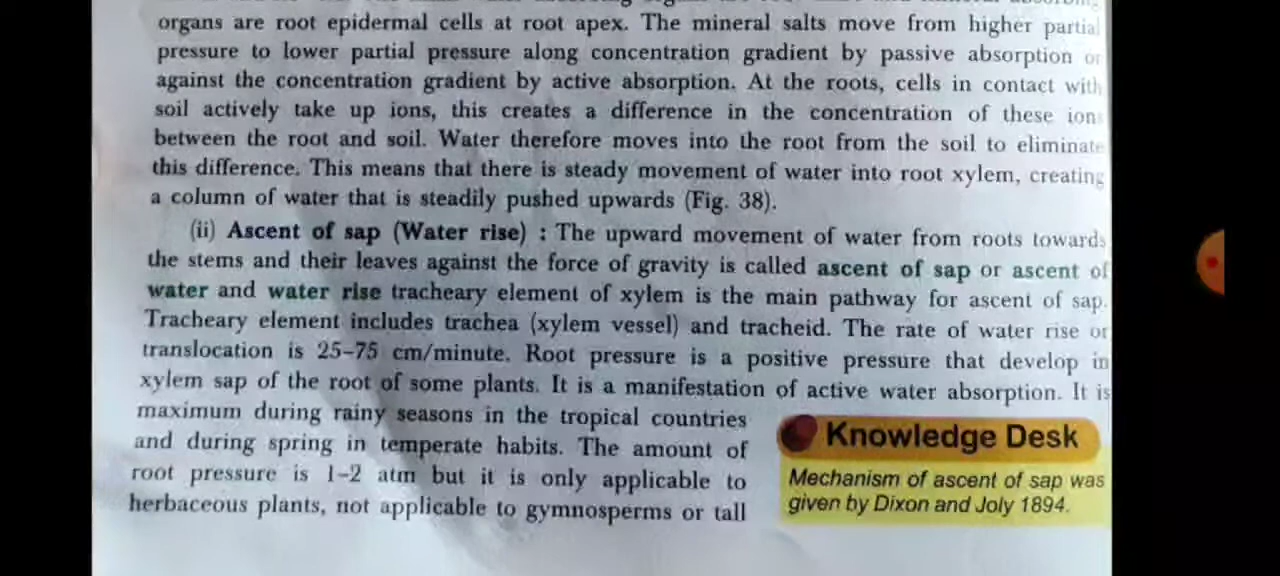 organs are root epidermal cells at root apex. The mineral salts move from higher partial
pressure to lower partial pressure along concentration gradient by passive absorption or
against the concentration gradient by active absorption. At the roots, cells in contact with
soil actively take up ions, this creates a difference in the concentration of these ions
between the root and soil. Water therefore moves into the root from the soil to eliminate
this difference. This means that there is steady movement of water into root xylem, creating
a column of water that is steadily pushed upwards (Fig. 38).
(ii) Ascent of sap (Water rise) : The upward movement of water from roots towards
the stems and their leaves against the force of gravity is called ascent of sap or ascent of
water and water rise tracheary element of xylem is the main pathway for ascent of sap.
Tracheary element includes trachea (xylem vessel) and tracheid. The rate of water rise or
translocation is 25–75 cm/minute. Root pressure is a positive pressure that develop in
xylem sap of the root of some plants. It is a manifestation of active water absorption. It is
maximum during rainy seasons in the tropical countries
and during spring in temperate habits. The amount of
root pressure is 1–2 atm but it is only applicable to
herbaceous plants, not applicable to gymnosperms or tall
Knowledge Desk
Mechanism of ascent of sap was
given by Dixon and Joly 1894.